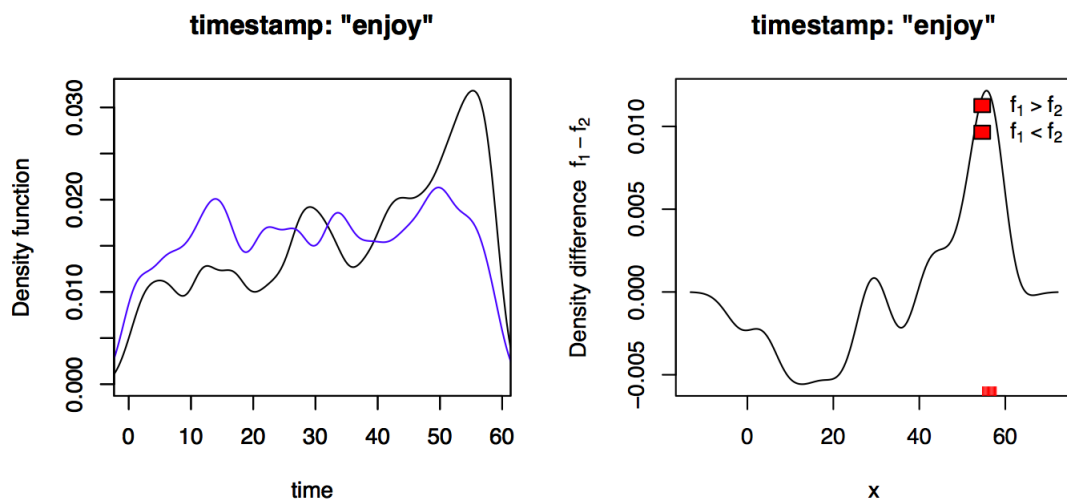 timestamp: "enjoy"
Density function
0.000
0.010
0.020
0.030
0 10 20 30 40 50 60
time
timestamp: "enjoy"
Density difference f₁ − f₂
−0.005
0.000
0.005
0.010
f₁ > f₂
f₁ < f₂
0 20 40 60
x